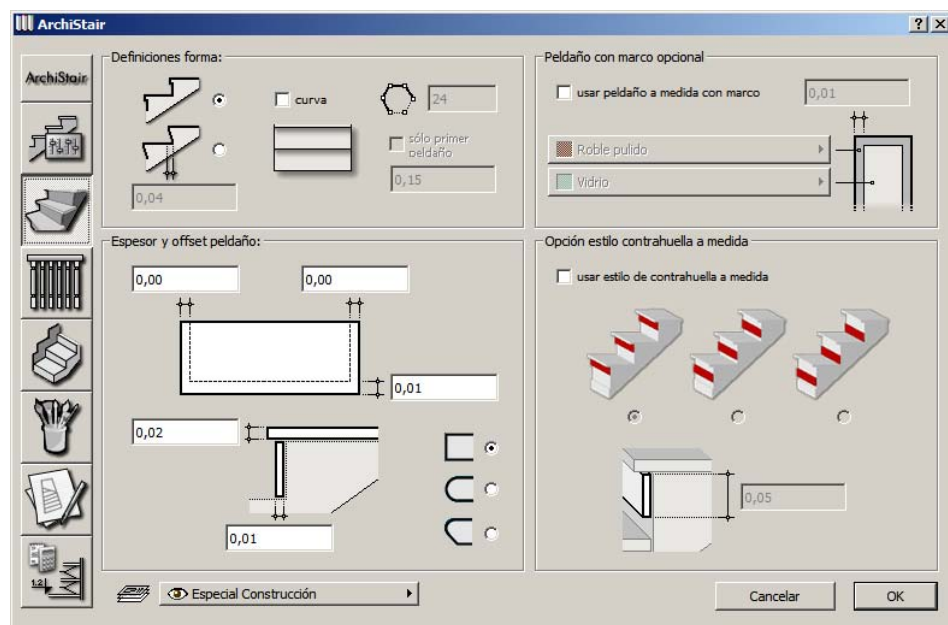 ArchiStair
ArchiStair
Definiciones forma:
curva
24
sólo primer
peldaño
0,15
0,04
Peldaño con marco opcional
usar peldaño a medida con marco
0,01
Roble pulido
Vidrio
Espesor y offset peldaño:
0,00
0,00
0,01
0,02
0,01
Opción estilo contrahuella a medida
usar estilo de contrahuella a medida
0,05
1.2
Especial Construcción
Cancelar
OK